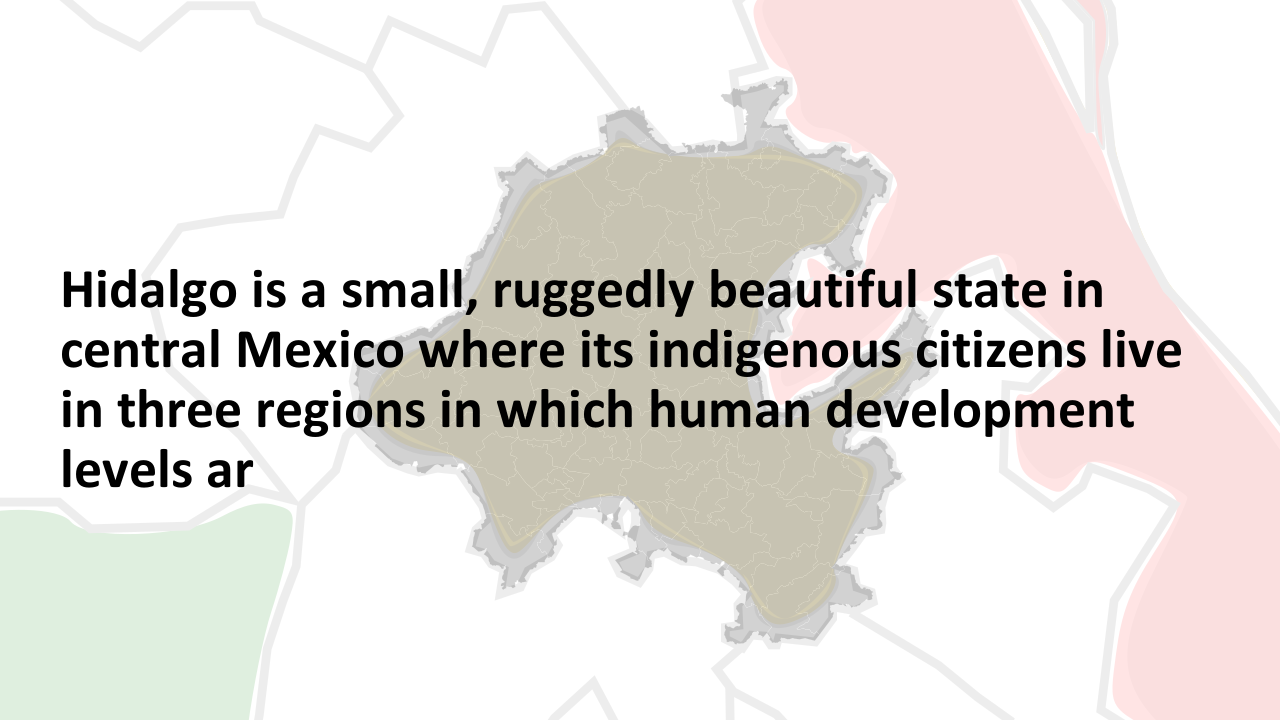 Hidalgo is a small, ruggedly beautiful state in
central Mexico where its indigenous citizens live
in three regions in which human development
levels ar